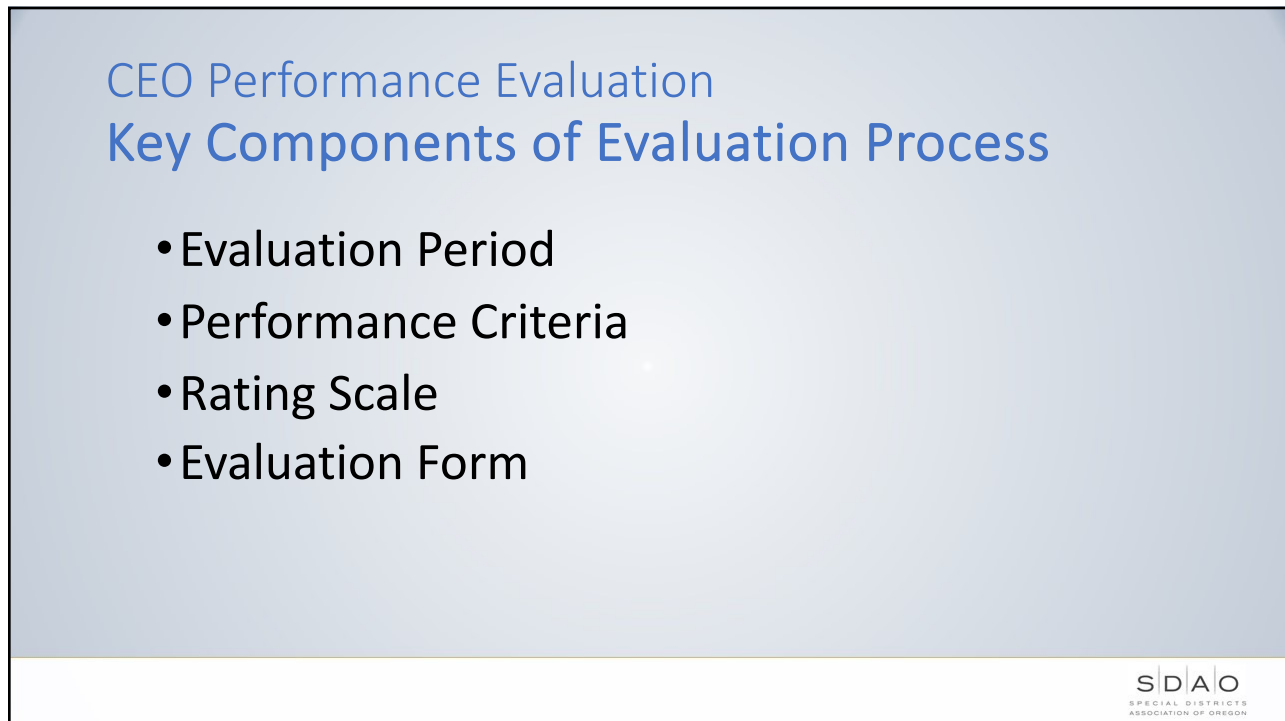 CEO Performance Evaluation
Key Components of Evaluation Process
•Evaluation Period
•Performance Criteria
•Rating Scale
•Evaluation Form
SDAO
SPECIAL DISTRICTS
ASSOCIATION OF OREGON